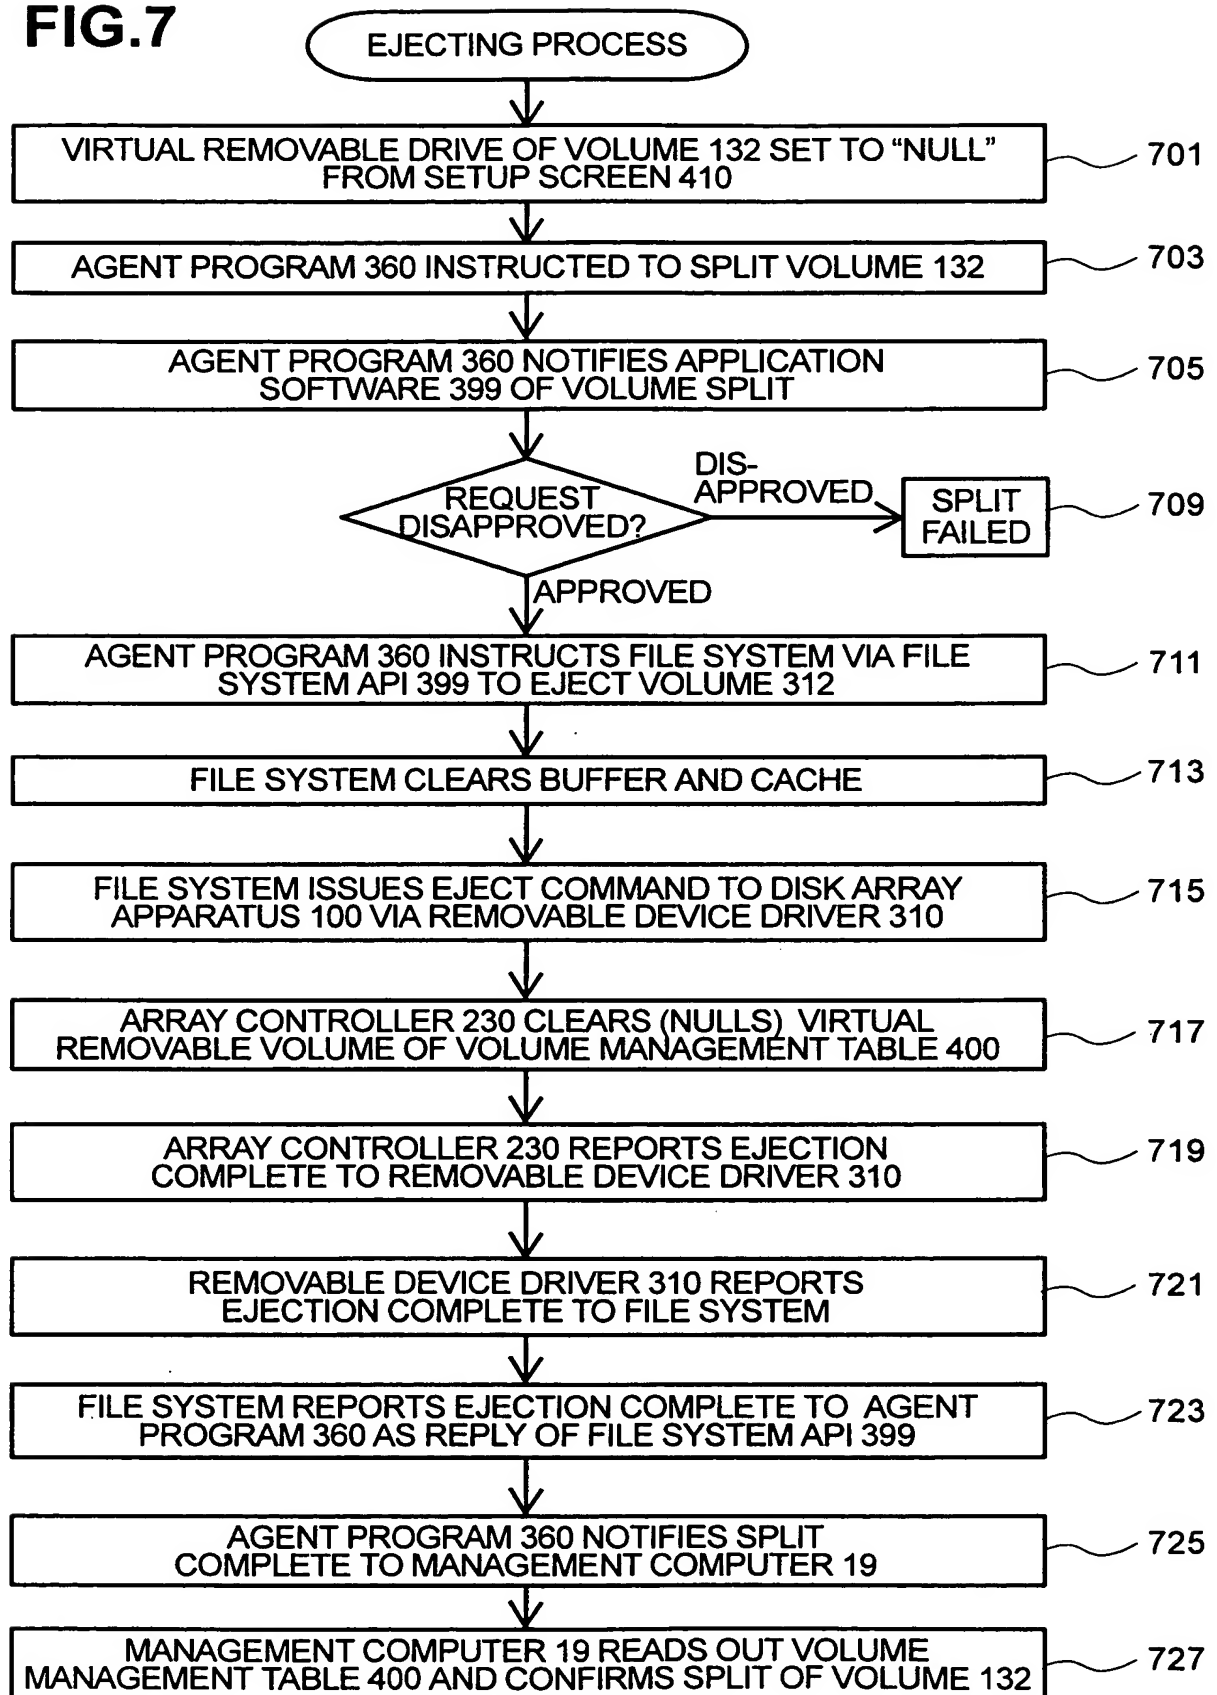 FIG.7
EJECTING PROCESS
VIRTUAL REMOVABLE DRIVE OF VOLUME 132 SET TO “NULL”
FROM SETUP SCREEN 410
701
AGENT PROGRAM 360 INSTRUCTED TO SPLIT VOLUME 132
703
AGENT PROGRAM 360 NOTIFIES APPLICATION
SOFTWARE 399 OF VOLUME SPLIT
705
REQUEST
DISAPPROVED?
DIS-
APPROVED
SPLIT
FAILED
709
APPROVED
AGENT PROGRAM 360 INSTRUCTS FILE SYSTEM VIA FILE
SYSTEM API 399 TO EJECT VOLUME 312
711
FILE SYSTEM CLEARS BUFFER AND CACHE
713
FILE SYSTEM ISSUES EJECT COMMAND TO DISK ARRAY
APPARATUS 100 VIA REMOVABLE DEVICE DRIVER 310
715
ARRAY CONTROLLER 230 CLEARS (NULLS) VIRTUAL
REMOVABLE VOLUME OF VOLUME MANAGEMENT TABLE 400
717
ARRAY CONTROLLER 230 REPORTS EJECTION
COMPLETE TO REMOVABLE DEVICE DRIVER 310
719
REMOVABLE DEVICE DRIVER 310 REPORTS
EJECTION COMPLETE TO FILE SYSTEM
721
FILE SYSTEM REPORTS EJECTION COMPLETE TO AGENT
PROGRAM 360 AS REPLY OF FILE SYSTEM API 399
723
AGENT PROGRAM 360 NOTIFIES SPLIT
COMPLETE TO MANAGEMENT COMPUTER 19
725
MANAGEMENT COMPUTER 19 READS OUT VOLUME
MANAGEMENT TABLE 400 AND CONFIRMS SPLIT OF VOLUME 132
727